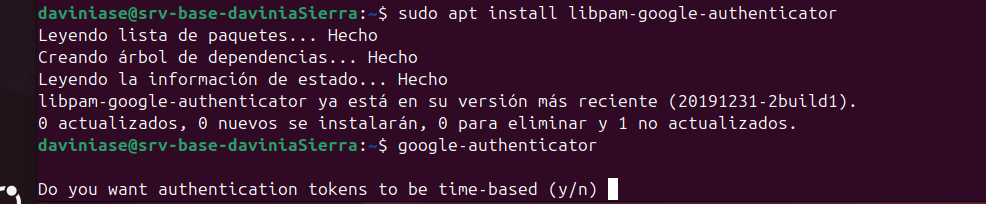 daviniase@srv-base-daviniaSierra:~$ sudo apt install libpam-google-authenticator
Leyendo lista de paquetes... Hecho
Creando árbol de dependencias... Hecho
Leyendo la información de estado... Hecho
libpam-google-authenticator ya está en su versión más reciente (20191231-2build1).
0 actualizados, 0 nuevos se instalarán, 0 para eliminar y 1 no actualizados.
daviniase@srv-base-daviniaSierra:~$ google-authenticator
Do you want authentication tokens to be time-based (y/n)